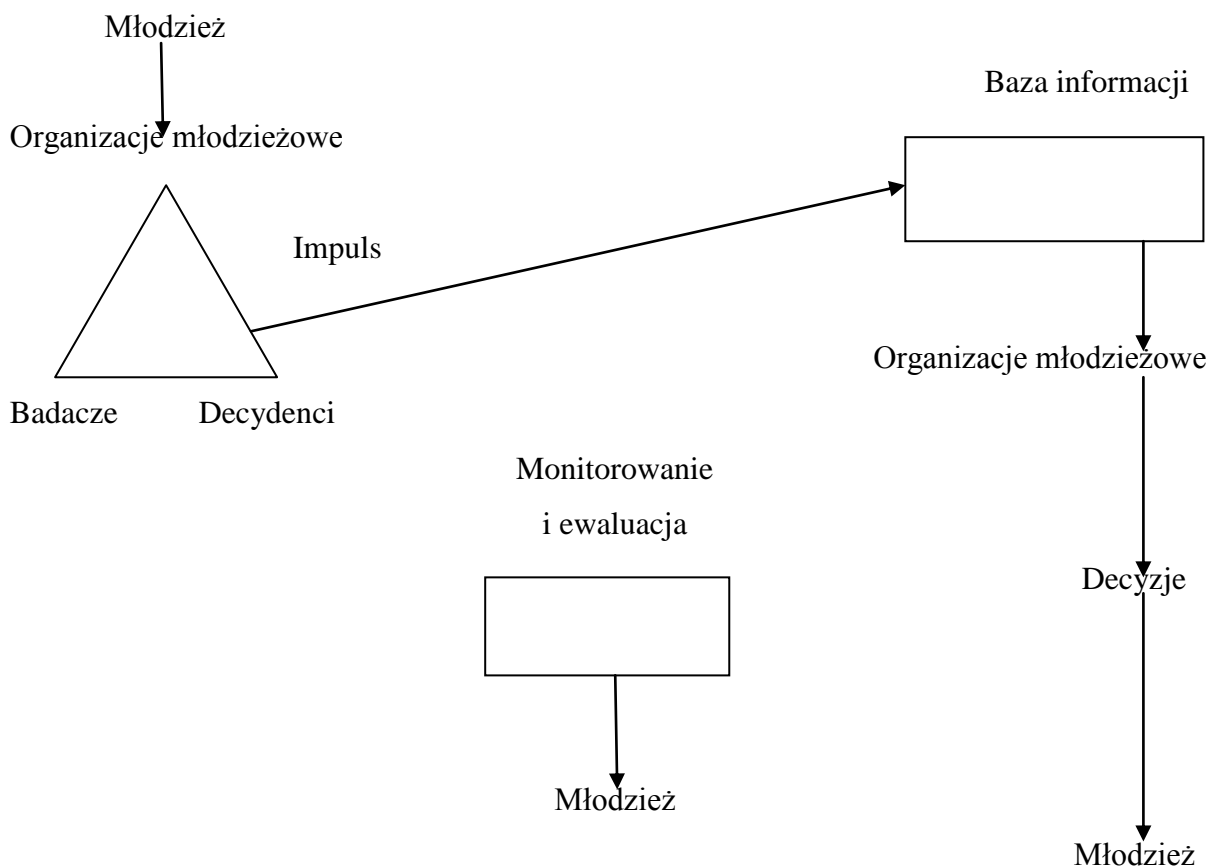 Młodzież
Baza informacji
Organizacje młodzieżowe
Impuls
Organizacje młodzieżowe
Badacze
Decydenci
Monitorowanie
i ewaluacja
Decyzje
Młodzież
Młodzież